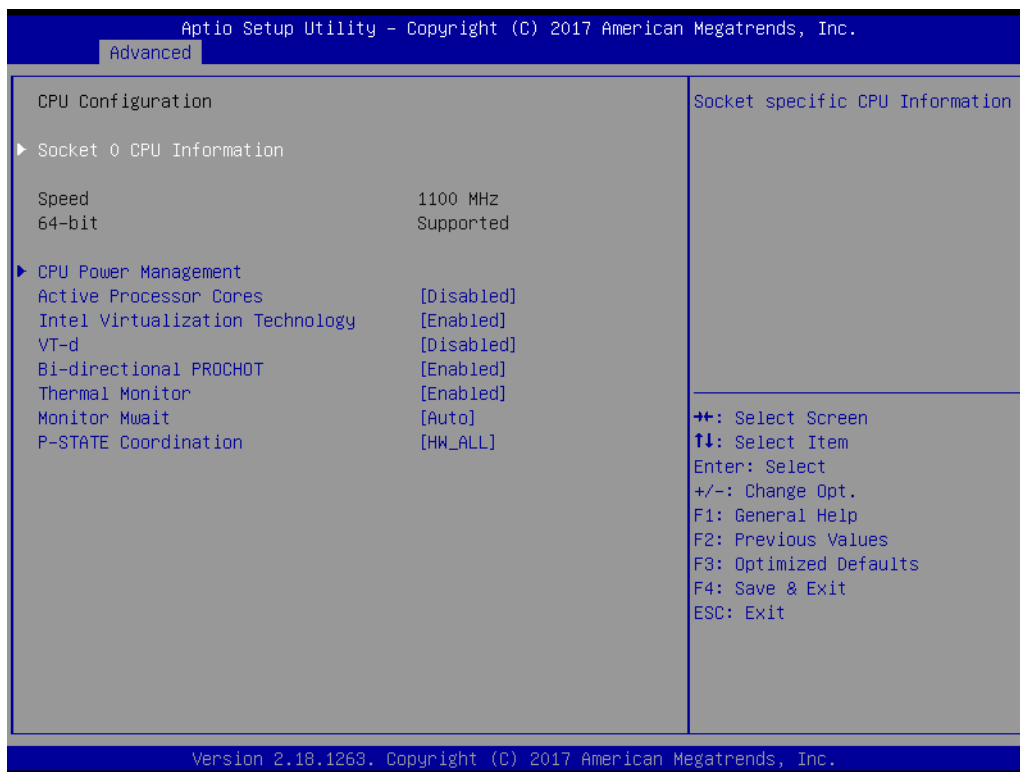 Aptio Setup Utility – Copyright (C) 2017 American Megatrends, Inc.
Advanced
CPU Configuration
Socket specific CPU Information
▶ Socket 0 CPU Information
Speed 1100 MHz
64-bit Supported
▶ CPU Power Management
Active Processor Cores [Disabled]
Intel Virtualization Technology [Enabled]
VT-d [Disabled]
Bi-directional PROCHOT [Enabled]
Thermal Monitor [Enabled]
Monitor Mwait [Auto]
P-STATE Coordination [HW_ALL]
→←: Select Screen
↑↓: Select Item
Enter: Select
+/-: Change Opt.
F1: General Help
F2: Previous Values
F3: Optimized Defaults
F4: Save & Exit
ESC: Exit
Version 2.18.1263. Copyright (C) 2017 American Megatrends, Inc.